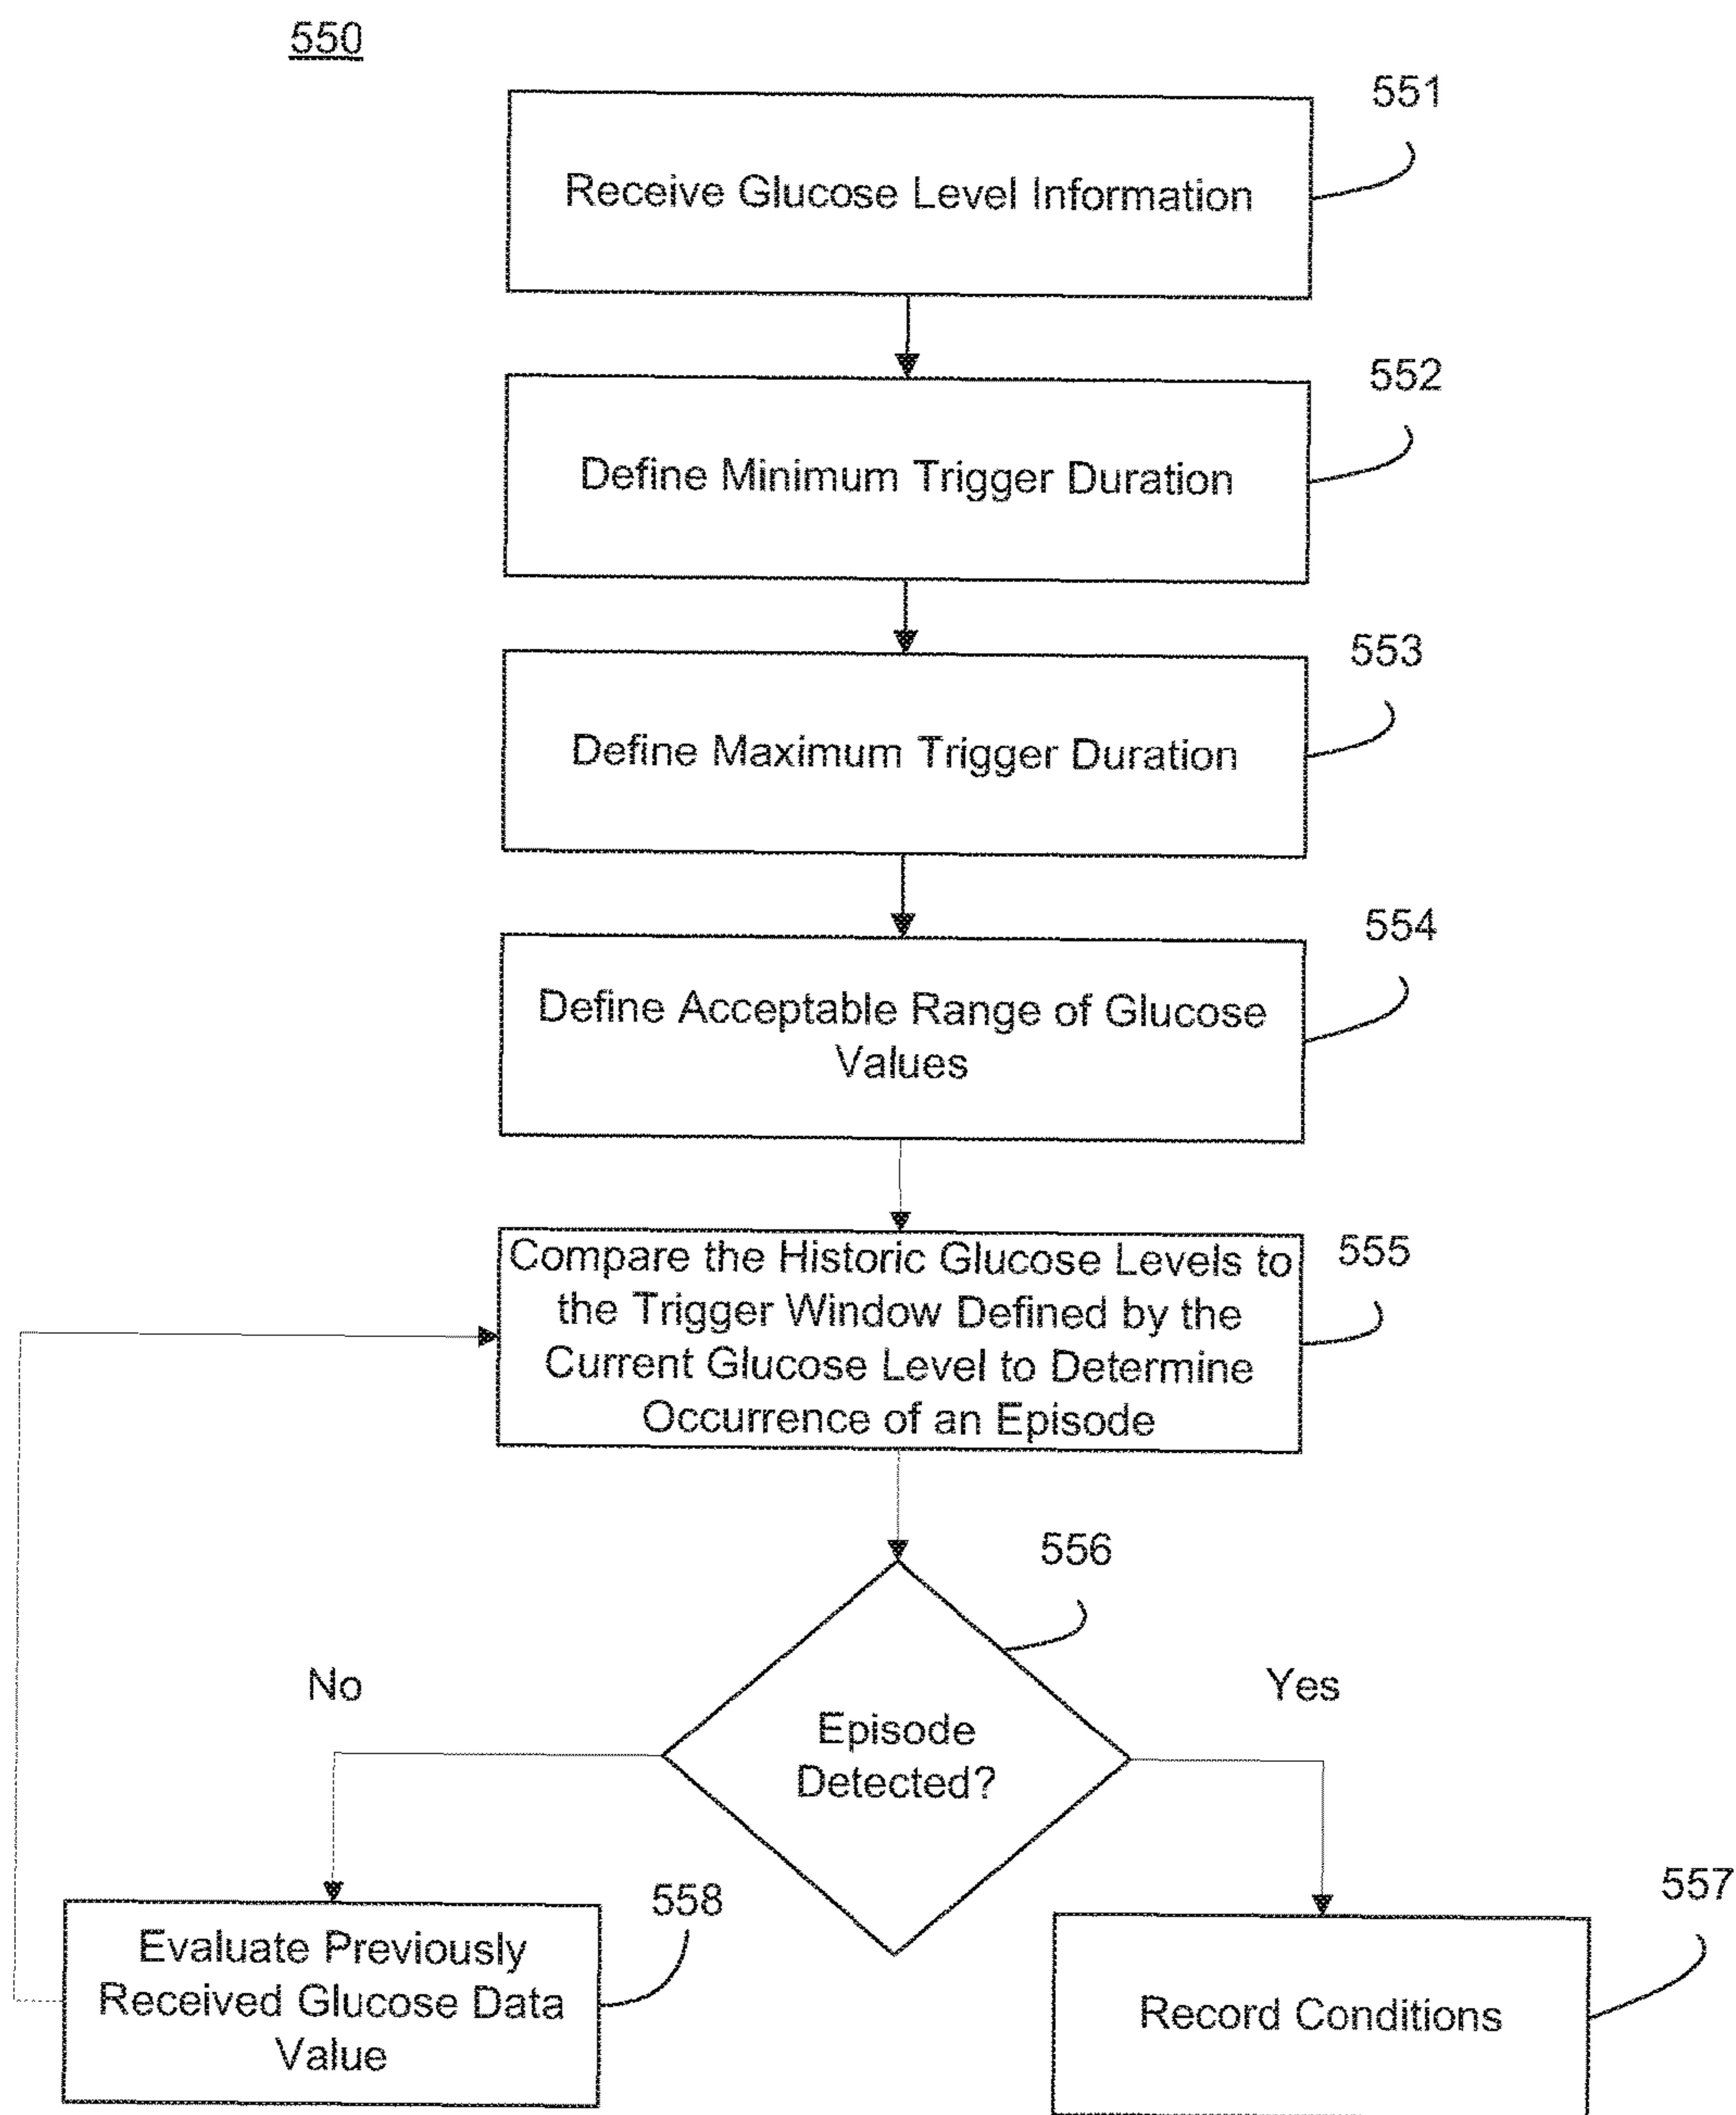 550
551
Receive Glucose Level Information
552
Define Minimum Trigger Duration
553
Define Maximum Trigger Duration
554
Define Acceptable Range of Glucose
Values
555
Compare the Historic Glucose Levels to
the Trigger Window Defined by the
Current Glucose Level to Determine
Occurrence of an Episode
556
No
Yes
Episode
Detected?
558
557
Evaluate Previously
Received Glucose Data
Value
Record Conditions